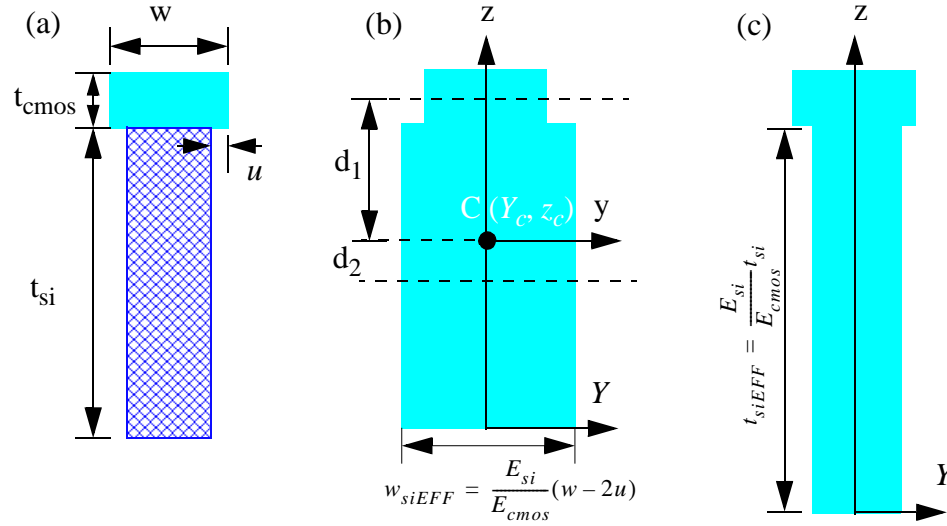 (a)
w
t_cmos
u
t_si
(b)
z
d_1
C (Y_c, z_c)
y
d_2
Y
w_siEFF = E_si/E_cmos (w – 2u)
(c)
z
t_siEFF = E_si/E_cmos t_si
Y